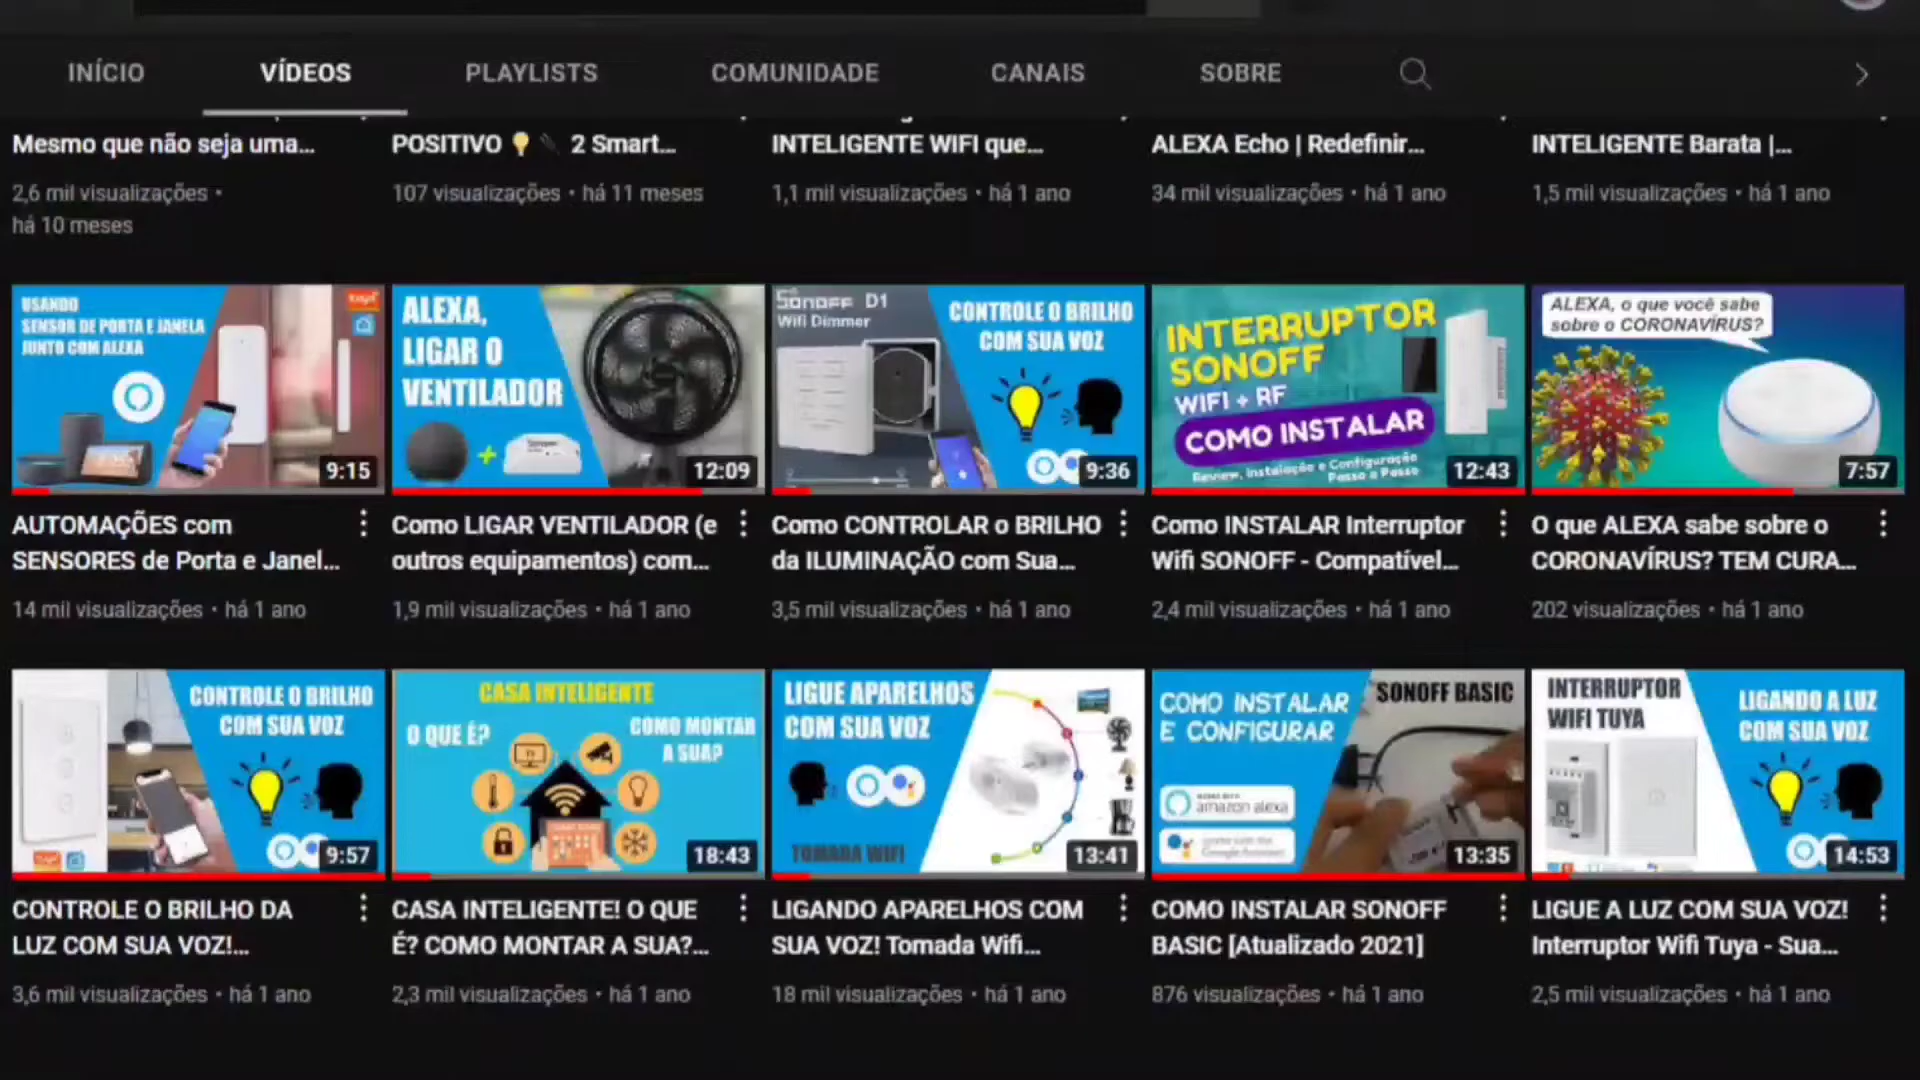 INÍCIO VÍDEOS PLAYLISTS COMUNIDADE CANAIS SOBRE
Mesmo que não seja uma...
2,6 mil visualizações •
há 10 meses
POSITIVO 2 Smart...
107 visualizações • há 11 meses
INTELIGENTE WIFI que...
1,1 mil visualizações • há 1 ano
ALEXA Echo | Redefinir...
34 mil visualizações • há 1 ano
INTELIGENTE Barata |...
1,5 mil visualizações • há 1 ano
USANDO
SENSOR DE PORTA E JANELA
JUNTO COM ALEXA
9:15
AUTOMAÇÕES com
SENSORES de Porta e Janel...
14 mil visualizações • há 1 ano
ALEXA,
LIGAR O
VENTILADOR
12:09
Como LIGAR VENTILADOR (e
outros equipamentos) com...
1,9 mil visualizações • há 1 ano
SONOFF D1
Wifi Dimmer
CONTROLE O BRILHO
COM SUA VOZ
9:36
Como CONTROLAR o BRILHO
da ILUMINAÇÃO com Sua...
3,5 mil visualizações • há 1 ano
INTERRUPTOR
SONOFF
WIFI + RF
COMO INSTALAR
Review, Instalação e Configuração
Passo a Passo
12:43
Como INSTALAR Interruptor
Wifi SONOFF - Compatível...
2,4 mil visualizações • há 1 ano
ALEXA, o que você sabe
sobre o CORONAVÍRUS?
7:57
O que ALEXA sabe sobre o
CORONAVÍRUS? TEM CURA...
202 visualizações • há 1 ano
CONTROLE O BRILHO
COM SUA VOZ
9:57
CONTROLE O BRILHO DA
LUZ COM SUA VOZ!...
3,6 mil visualizações • há 1 ano
CASA INTELIGENTE
O QUE É?
COMO MONTAR
A SUA?
18:43
CASA INTELIGENTE! O QUE
É? COMO MONTAR A SUA?...
2,3 mil visualizações • há 1 ano
LIGUE APARELHOS
COM SUA VOZ
TOMADA WIFI
13:41
LIGANDO APARELHOS COM
SUA VOZ! Tomada Wifi...
18 mil visualizações • há 1 ano
COMO INSTALAR
E CONFIGURAR
SONOFF BASIC
amazon alexa
13:35
COMO INSTALAR SONOFF
BASIC [Atualizado 2021]
876 visualizações • há 1 ano
INTERRUPTOR
WIFI TUYA
LIGANDO A LUZ
COM SUA VOZ
14:53
LIGUE A LUZ COM SUA VOZ!
Interruptor Wifi Tuya - Sua...
2,5 mil visualizações • há 1 ano